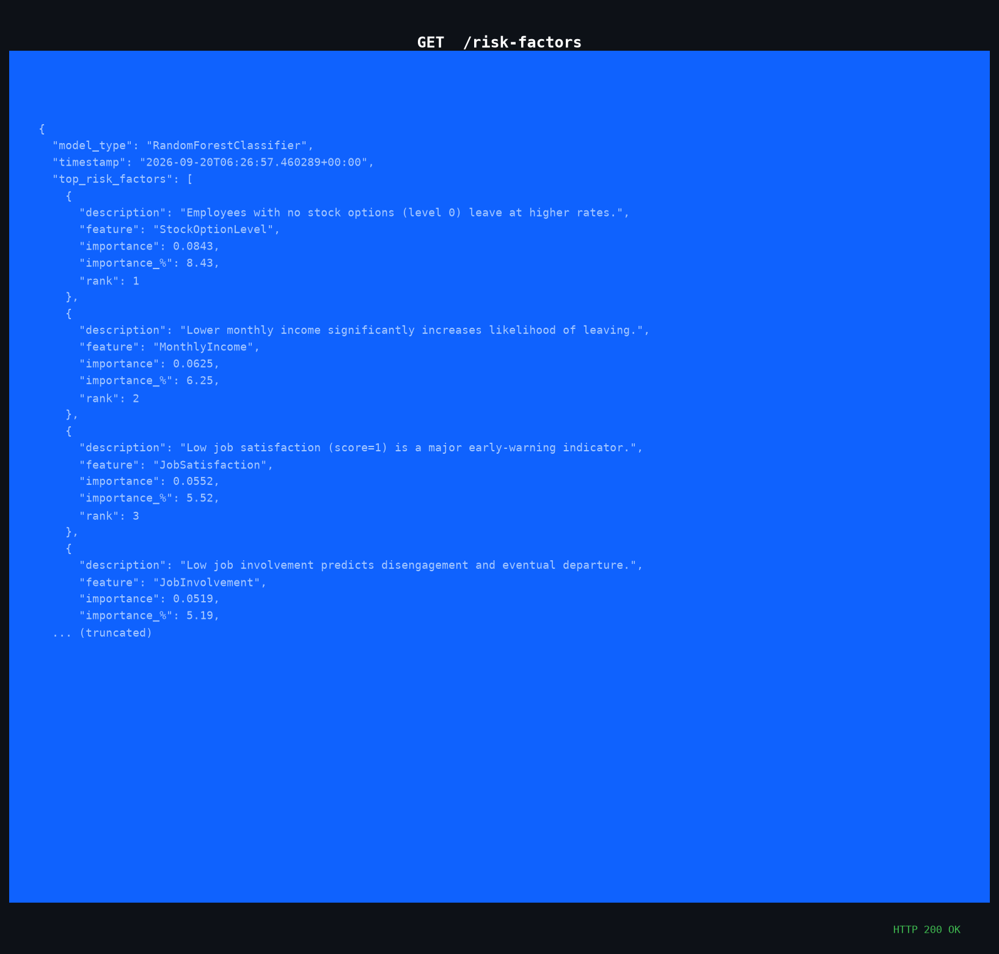 GET  /risk-factors
{
  "model_type": "RandomForestClassifier",
  "timestamp": "2026-09-20T06:26:57.460289+00:00",
  "top_risk_factors": [
    {
      "description": "Employees with no stock options (level 0) leave at higher rates.",
      "feature": "StockOptionLevel",
      "importance": 0.0843,
      "importance_%": 8.43,
      "rank": 1
    },
    {
      "description": "Lower monthly income significantly increases likelihood of leaving.",
      "feature": "MonthlyIncome",
      "importance": 0.0625,
      "importance_%": 6.25,
      "rank": 2
    },
    {
      "description": "Low job satisfaction (score=1) is a major early-warning indicator.",
      "feature": "JobSatisfaction",
      "importance": 0.0552,
      "importance_%": 5.52,
      "rank": 3
    },
    {
      "description": "Low job involvement predicts disengagement and eventual departure.",
      "feature": "JobInvolvement",
      "importance": 0.0519,
      "importance_%": 5.19,
  ... (truncated)
HTTP 200 OK